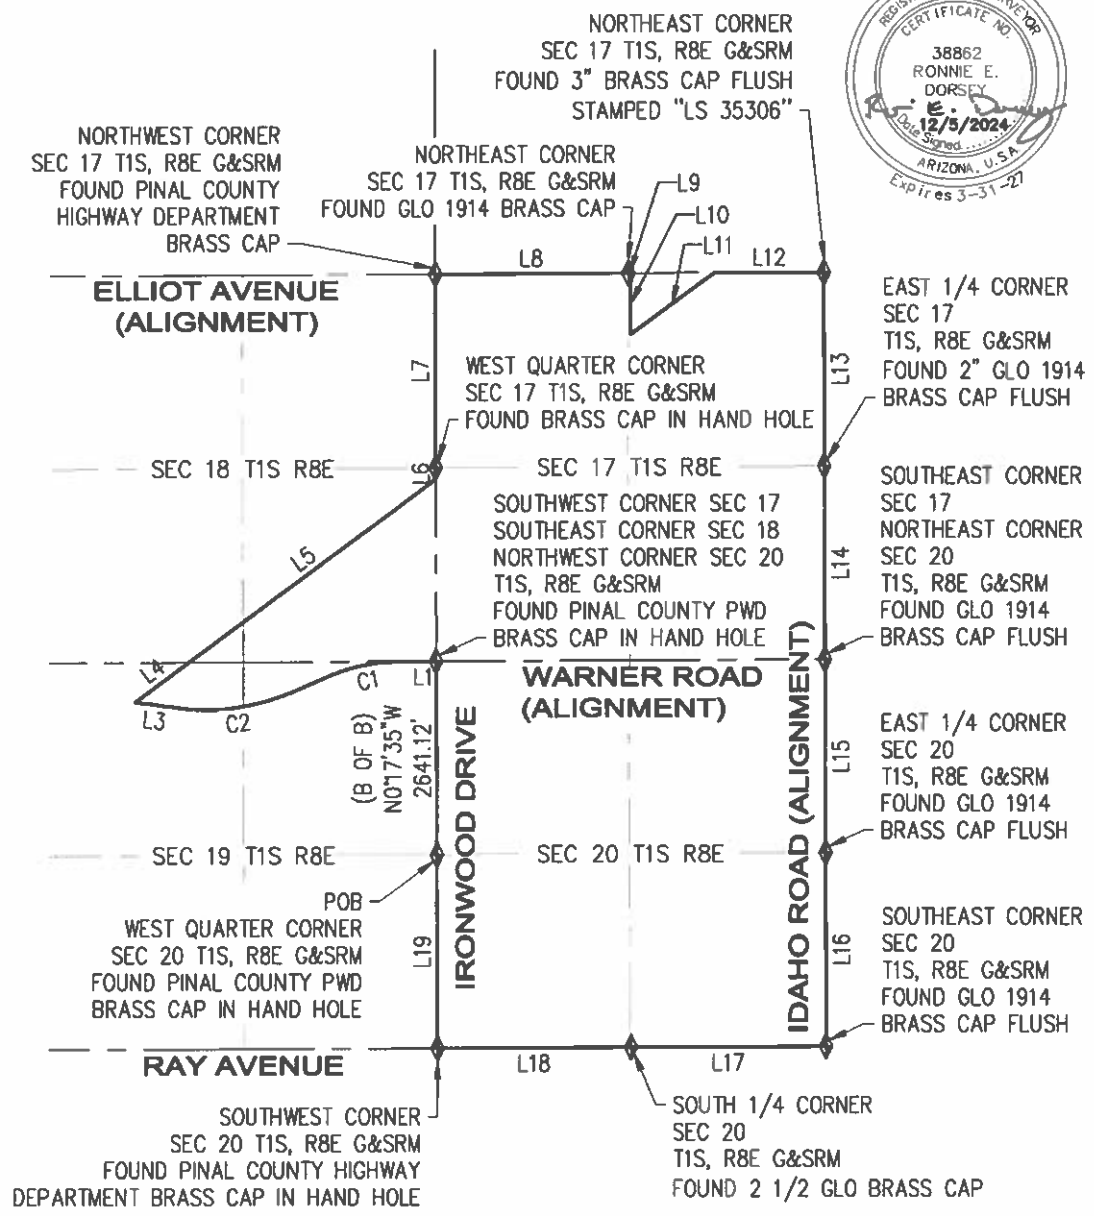 NORTHEAST CORNER
SEC 17 T1S, R8E G&SRM
FOUND 3" BRASS CAP FLUSH
STAMPED "LS 35306"
CERTIFICATE NO.
38862
RONNIE E.
DORSEY
Date Signed
12/5/2024
ARIZONA, U.S.A
Expires 3-31-27
NORTHWEST CORNER
SEC 17 T1S, R8E G&SRM
FOUND PINAL COUNTY
HIGHWAY DEPARTMENT
BRASS CAP
NORTHEAST CORNER
SEC 17 T1S, R8E G&SRM
FOUND GLO 1914 BRASS CAP
L9
L10
L11
L8
L12
ELLIOT AVENUE
(ALIGNMENT)
L7
L13
EAST 1/4 CORNER
SEC 17
T1S, R8E G&SRM
FOUND 2" GLO 1914
BRASS CAP FLUSH
WEST QUARTER CORNER
SEC 17 T1S, R8E G&SRM
FOUND BRASS CAP IN HAND HOLE
SEC 18 T1S R8E
L6
SEC 17 T1S R8E
SOUTHWEST CORNER SEC 17
SOUTHEAST CORNER SEC 18
NORTHWEST CORNER SEC 20
T1S, R8E G&SRM
FOUND PINAL COUNTY PWD
BRASS CAP IN HAND HOLE
L5
L14
SOUTHEAST CORNER
SEC 17
NORTHEAST CORNER
SEC 20
T1S, R8E G&SRM
FOUND GLO 1914
BRASS CAP FLUSH
L4
L3
C2
C1
L1
WARNER ROAD
(ALIGNMENT)
(B OF B)
N0°17'35"W
2641.12'
IRONWOOD DRIVE
IDAHO ROAD (ALIGNMENT)
L15
EAST 1/4 CORNER
SEC 20
T1S, R8E G&SRM
FOUND GLO 1914
BRASS CAP FLUSH
SEC 19 T1S R8E
SEC 20 T1S R8E
POB
WEST QUARTER CORNER
SEC 20 T1S, R8E G&SRM
FOUND PINAL COUNTY PWD
BRASS CAP IN HAND HOLE
L19
L16
SOUTHEAST CORNER
SEC 20
T1S, R8E G&SRM
FOUND GLO 1914
BRASS CAP FLUSH
RAY AVENUE
L18
L17
SOUTHWEST CORNER
SEC 20 T1S, R8E G&SRM
FOUND PINAL COUNTY HIGHWAY
DEPARTMENT BRASS CAP IN HAND HOLE
SOUTH 1/4 CORNER
SEC 20
T1S, R8E G&SRM
FOUND 2 1/2 GLO BRASS CAP